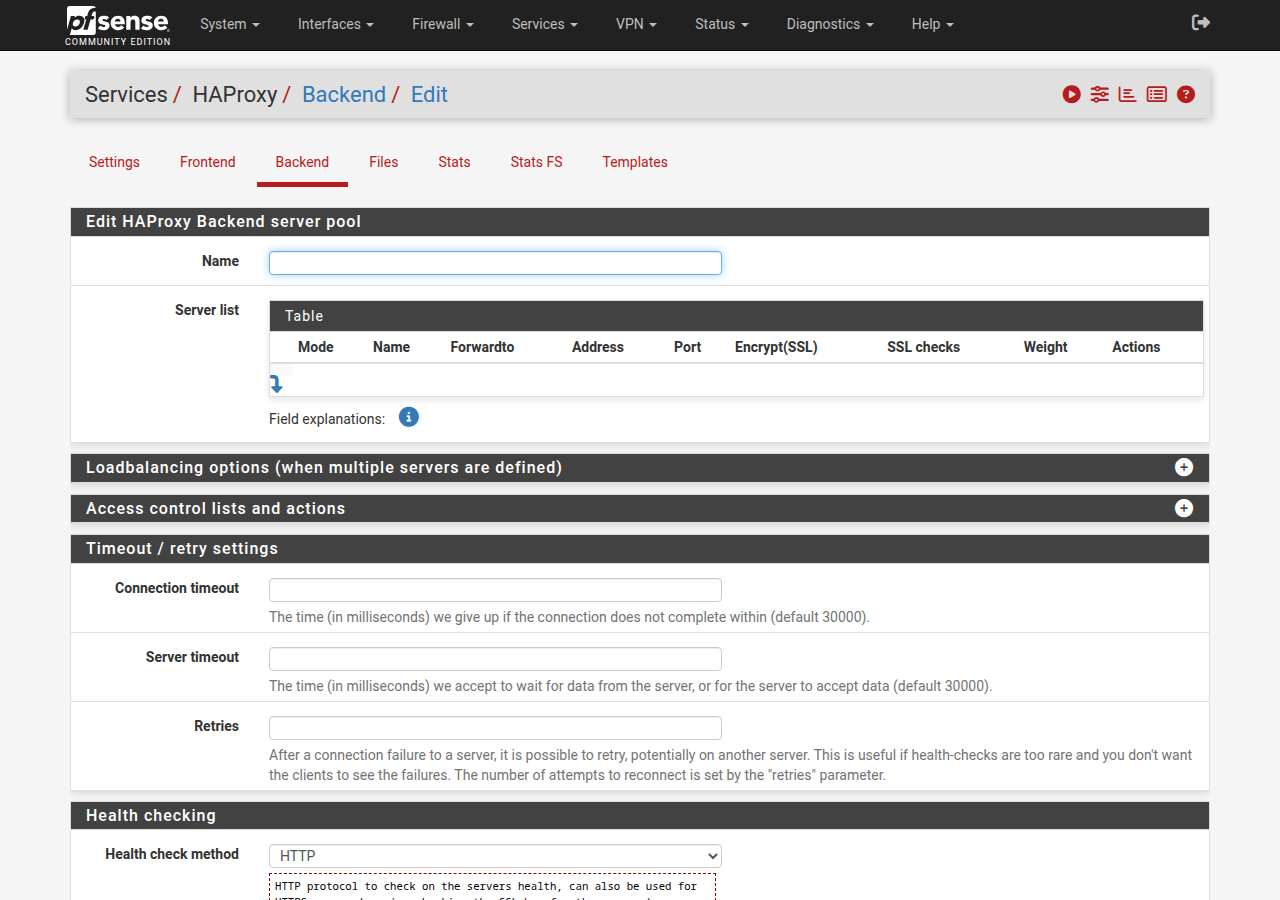 pfsense
COMMUNITY EDITION
System Interfaces Firewall Services VPN Status Diagnostics Help
Services / HAProxy / Backend / Edit
Settings Frontend Backend Files Stats Stats FS Templates
Edit HAProxy Backend server pool
Name
Server list
Table
Mode Name Forwardto Address Port Encrypt(SSL) SSL checks Weight Actions
Field explanations:
Loadbalancing options (when multiple servers are defined)
Access control lists and actions
Timeout / retry settings
Connection timeout
The time (in milliseconds) we give up if the connection does not complete within (default 30000).
Server timeout
The time (in milliseconds) we accept to wait for data from the server, or for the server to accept data (default 30000).
Retries
After a connection failure to a server, it is possible to retry, potentially on another server. This is useful if health-checks are too rare and you don't want
the clients to see the failures. The number of attempts to reconnect is set by the "retries" parameter.
Health checking
Health check method HTTP
HTTP protocol to check on the servers health, can also be used for